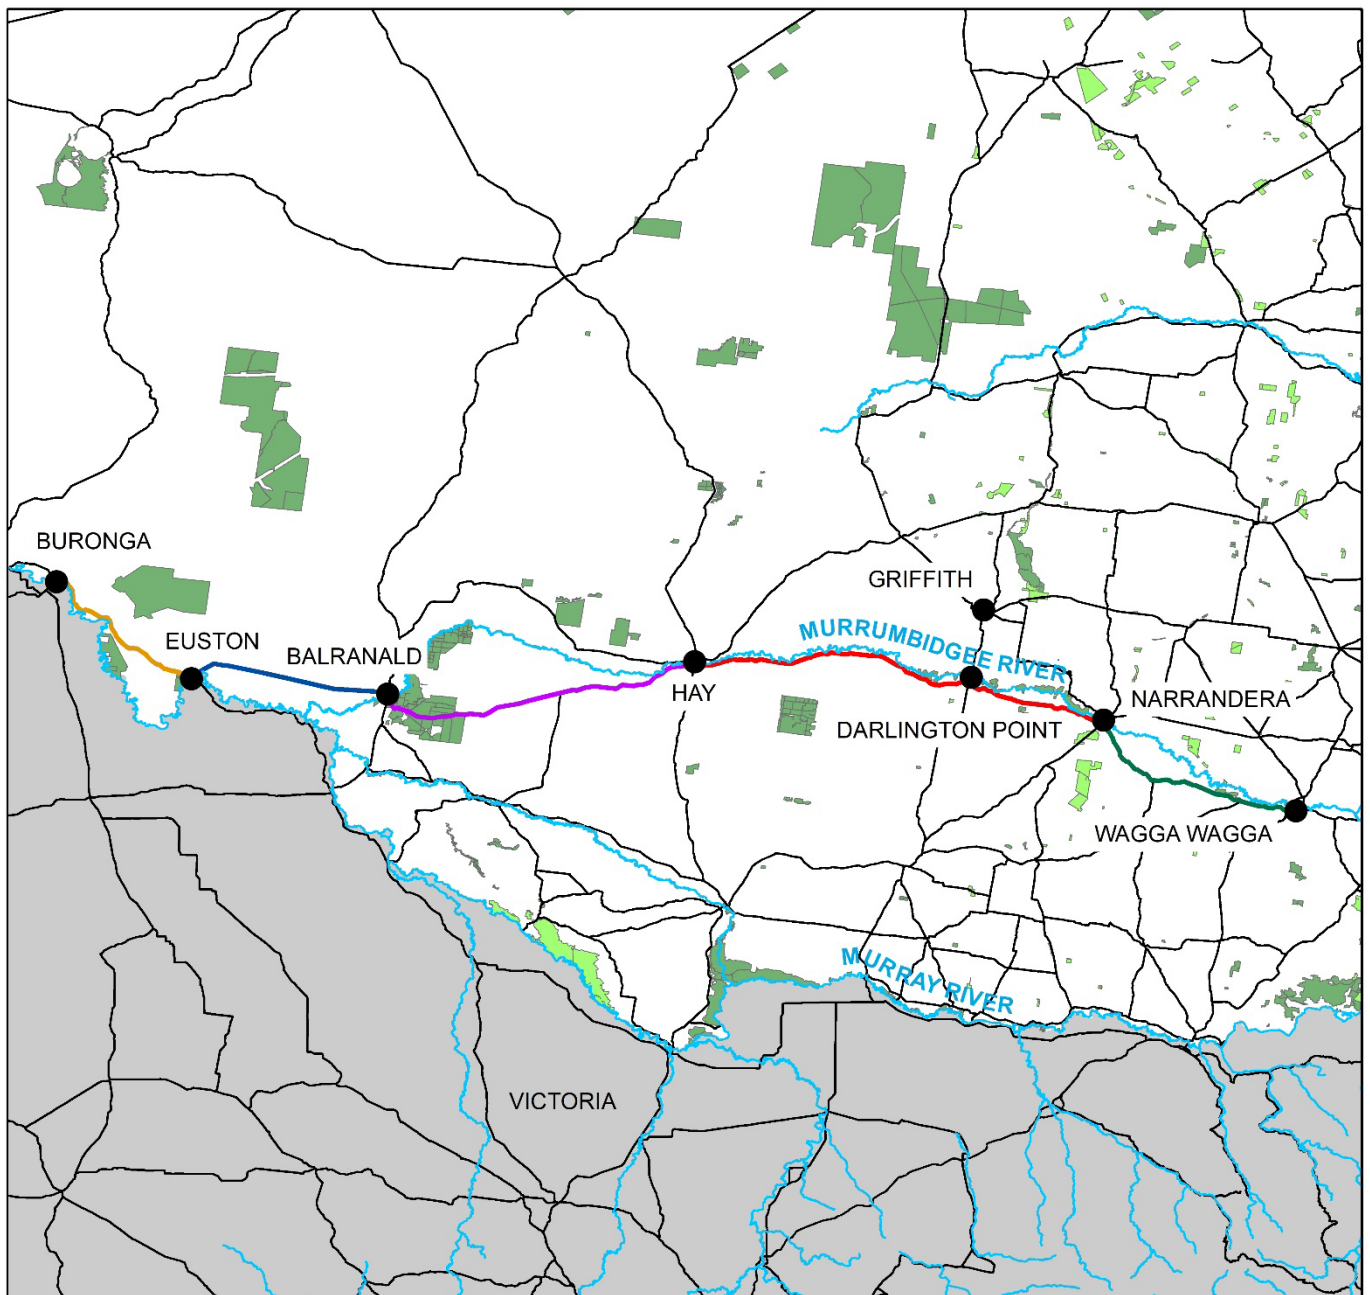 BURONGA
GRIFFITH
EUSTON
MURRUMBIDGEE RIVER
BALRANALD
HAY
NARRANDERA
DARLINGTON POINT
WAGGA WAGGA
MURRAY RIVER
VICTORIA